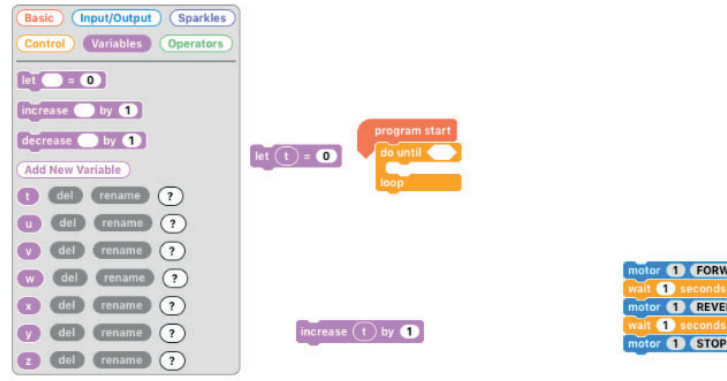 Basic Input/Output Sparkles
Control Variables Operators
let = 0
increase by 1
decrease by 1
Add New Variable
t del rename ?
u del rename ?
v del rename ?
w del rename ?
x del rename ?
y del rename ?
z del rename ?
let t = 0
program start
do until
loop
increase t by 1
motor 1 FORW
wait 1 seconds
motor 1 REVE
wait 1 seconds
motor 1 STOP